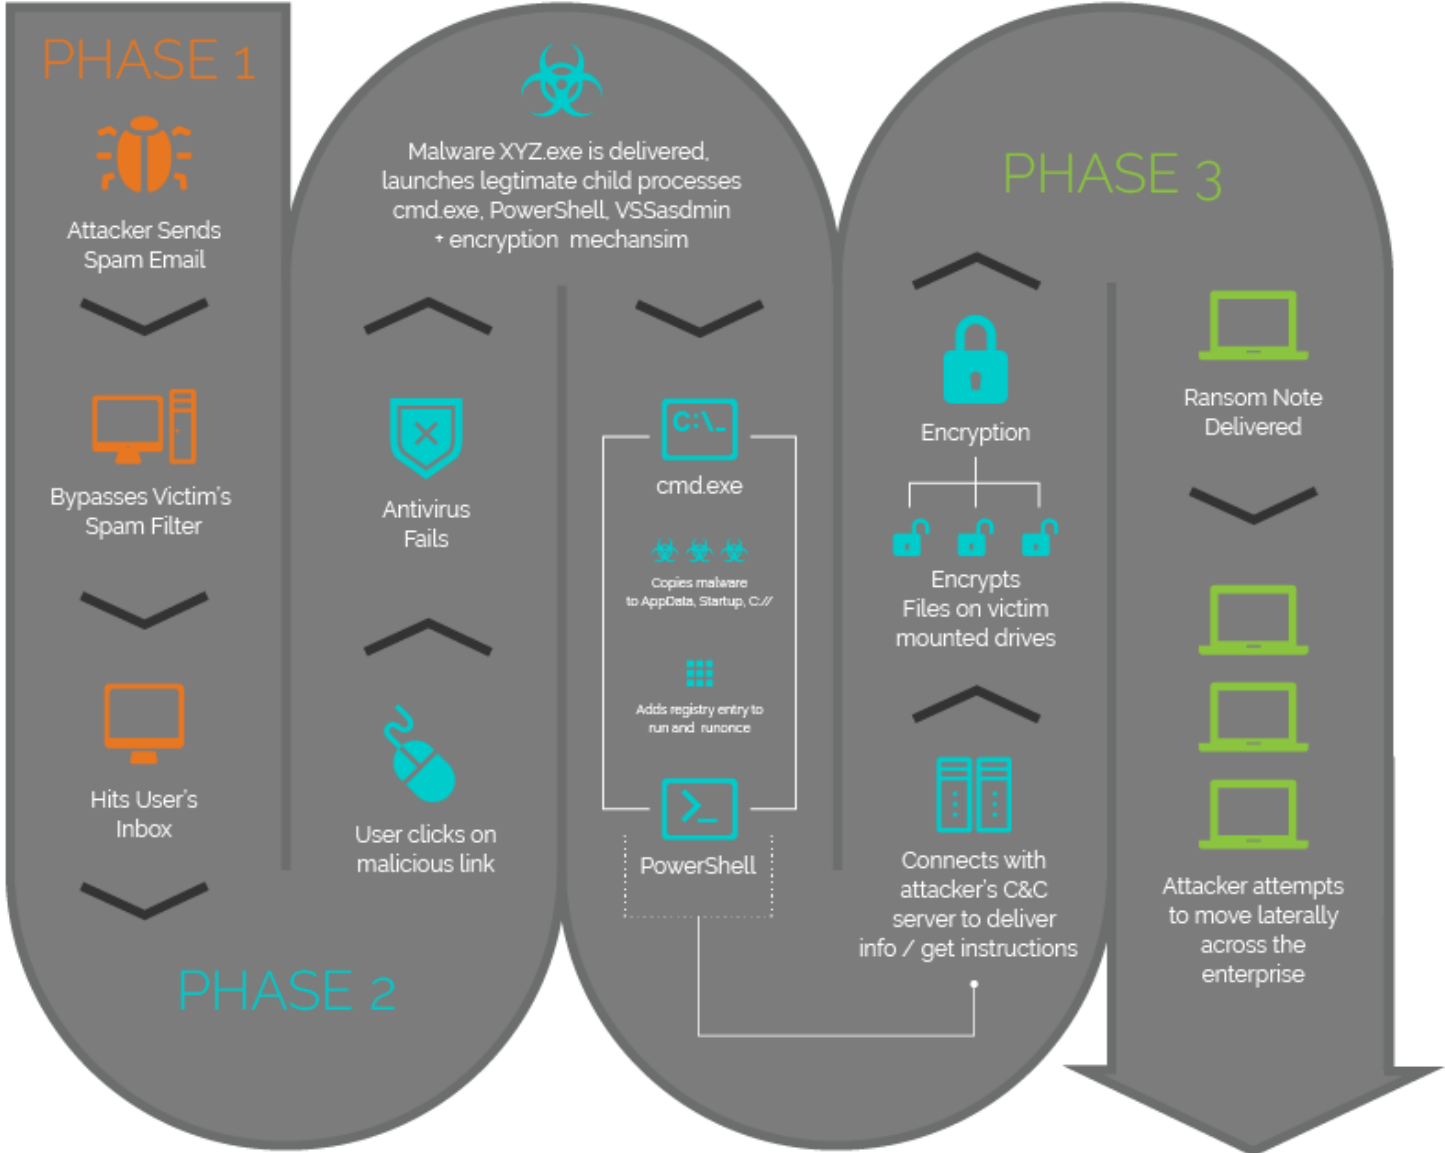 PHASE 1
Attacker Sends
Spam Email
Bypasses Victim's
Spam Filter
Hits User's
Inbox
PHASE 2
User clicks on
malicious link
Antivirus
Fails
Malware XYZ.exe is delivered,
launches legtimate child processes
cmd.exe, PowerShell, VSSasdmin
+ encryption mechansim
C:\_
cmd.exe
Copies malware
to AppData, Startup, C://
Adds registry entry to
run and runonce
>_
PowerShell
Connects with
attacker's C&C
server to deliver
info / get instructions
Encrypts
Files on victim
mounted drives
Encryption
PHASE 3
Ransom Note
Delivered
Attacker attempts
to move laterally
across the
enterprise